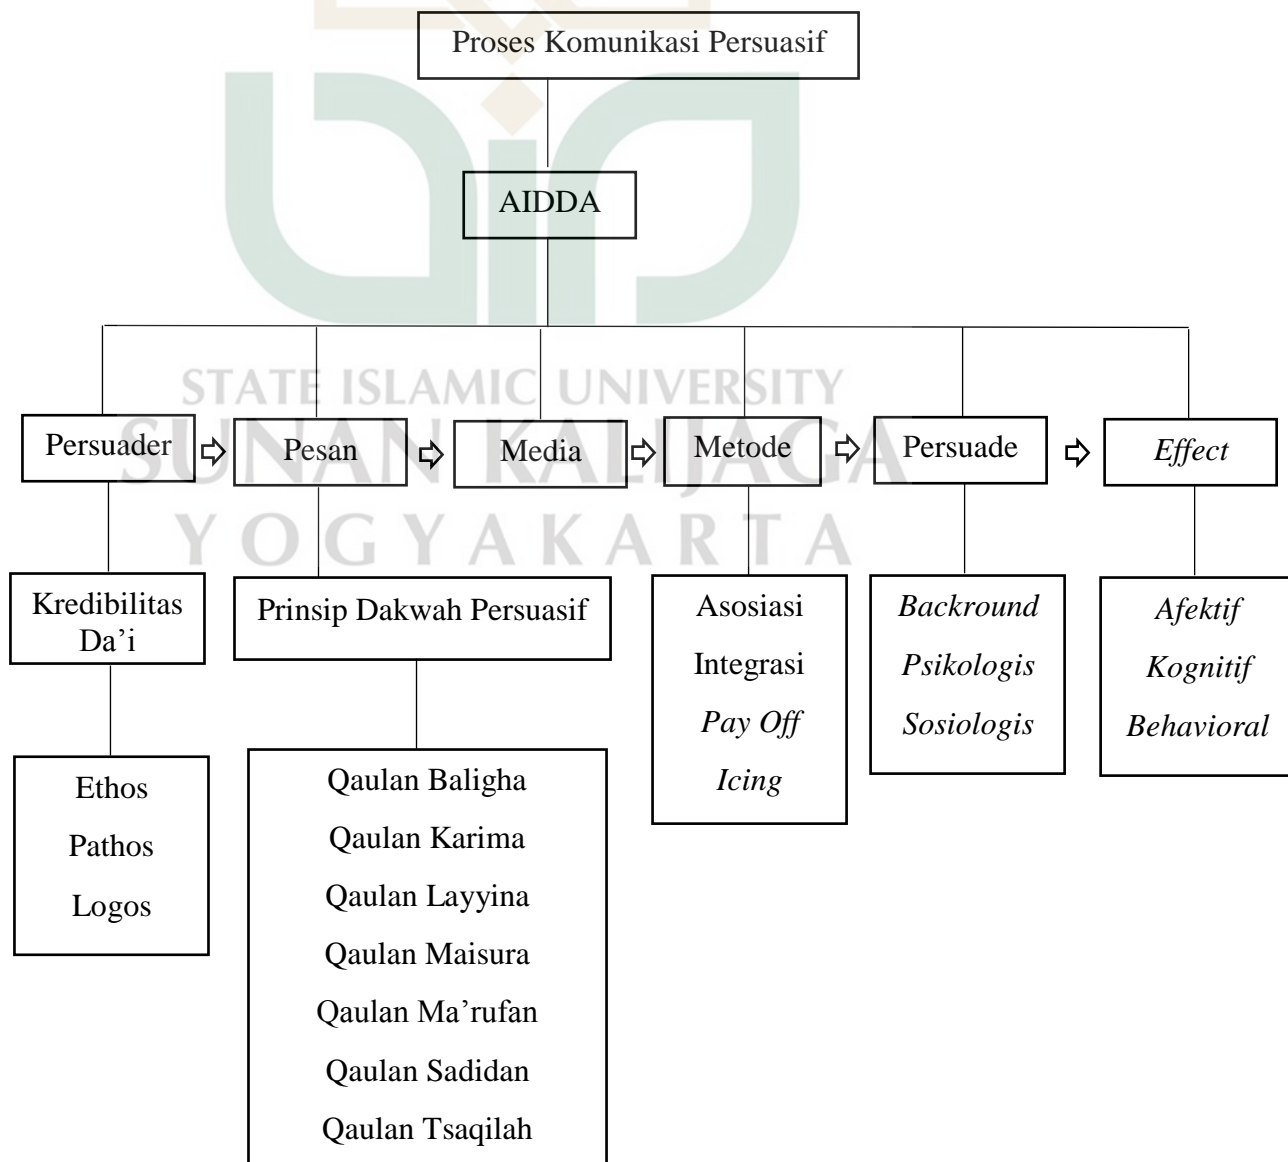 Proses Komunikasi Persuasif
AIDDA
STATE ISLAMIC UNIVERSITY
SUNAN KALIJAGA
YOGYAKARTA
Persuader
Pesan
Media
Metode
Persuade
Effect
Kredibilitas
Da’i
Prinsip Dakwah Persuasif
Asosiasi
Integrasi
Pay Off
Icing
Backround
Psikologis
Sosiologis
Afektif
Kognitif
Behavioral
Ethos
Pathos
Logos
Qaulan Baligha
Qaulan Karima
Qaulan Layyina
Qaulan Maisura
Qaulan Ma’rufan
Qaulan Sadidan
Qaulan Tsaqilah